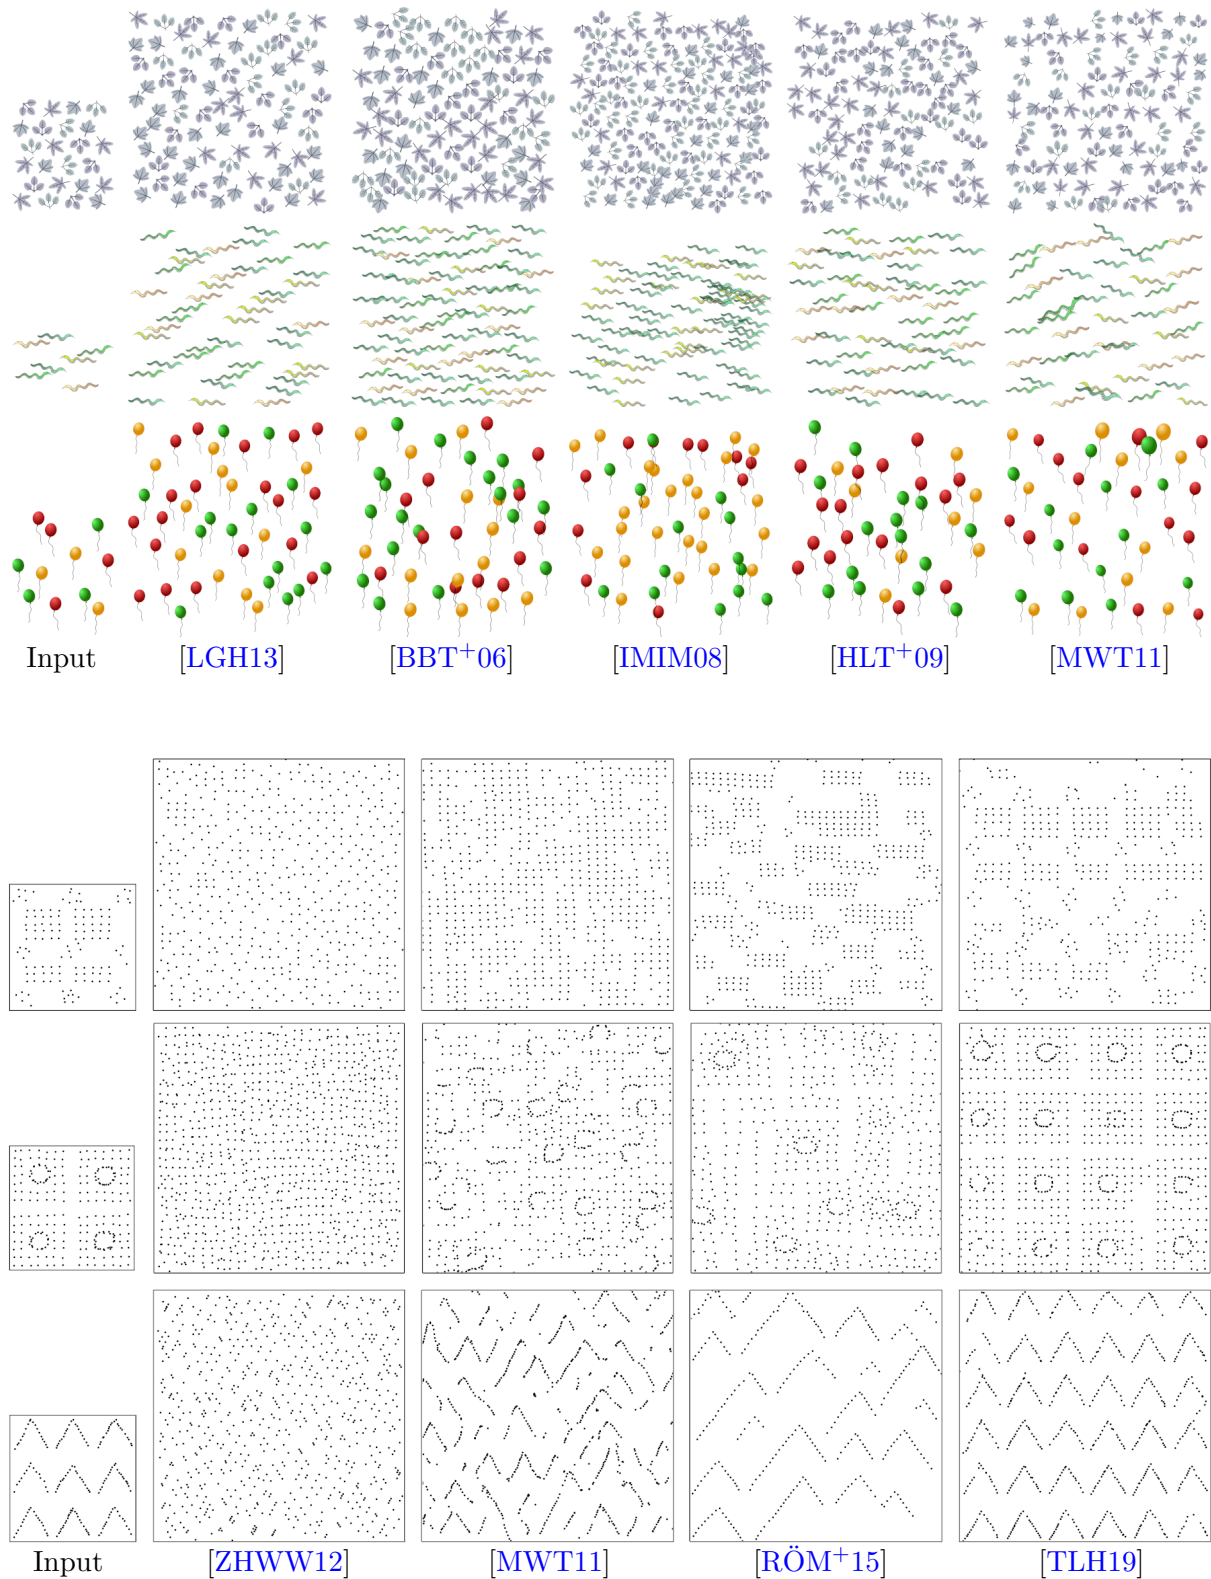 Input [LGH13] [BBT+06] [IMIM08] [HLT+09] [MWT11]
Input [ZHWW12] [MWT11] [RÖM+15] [TLH19]